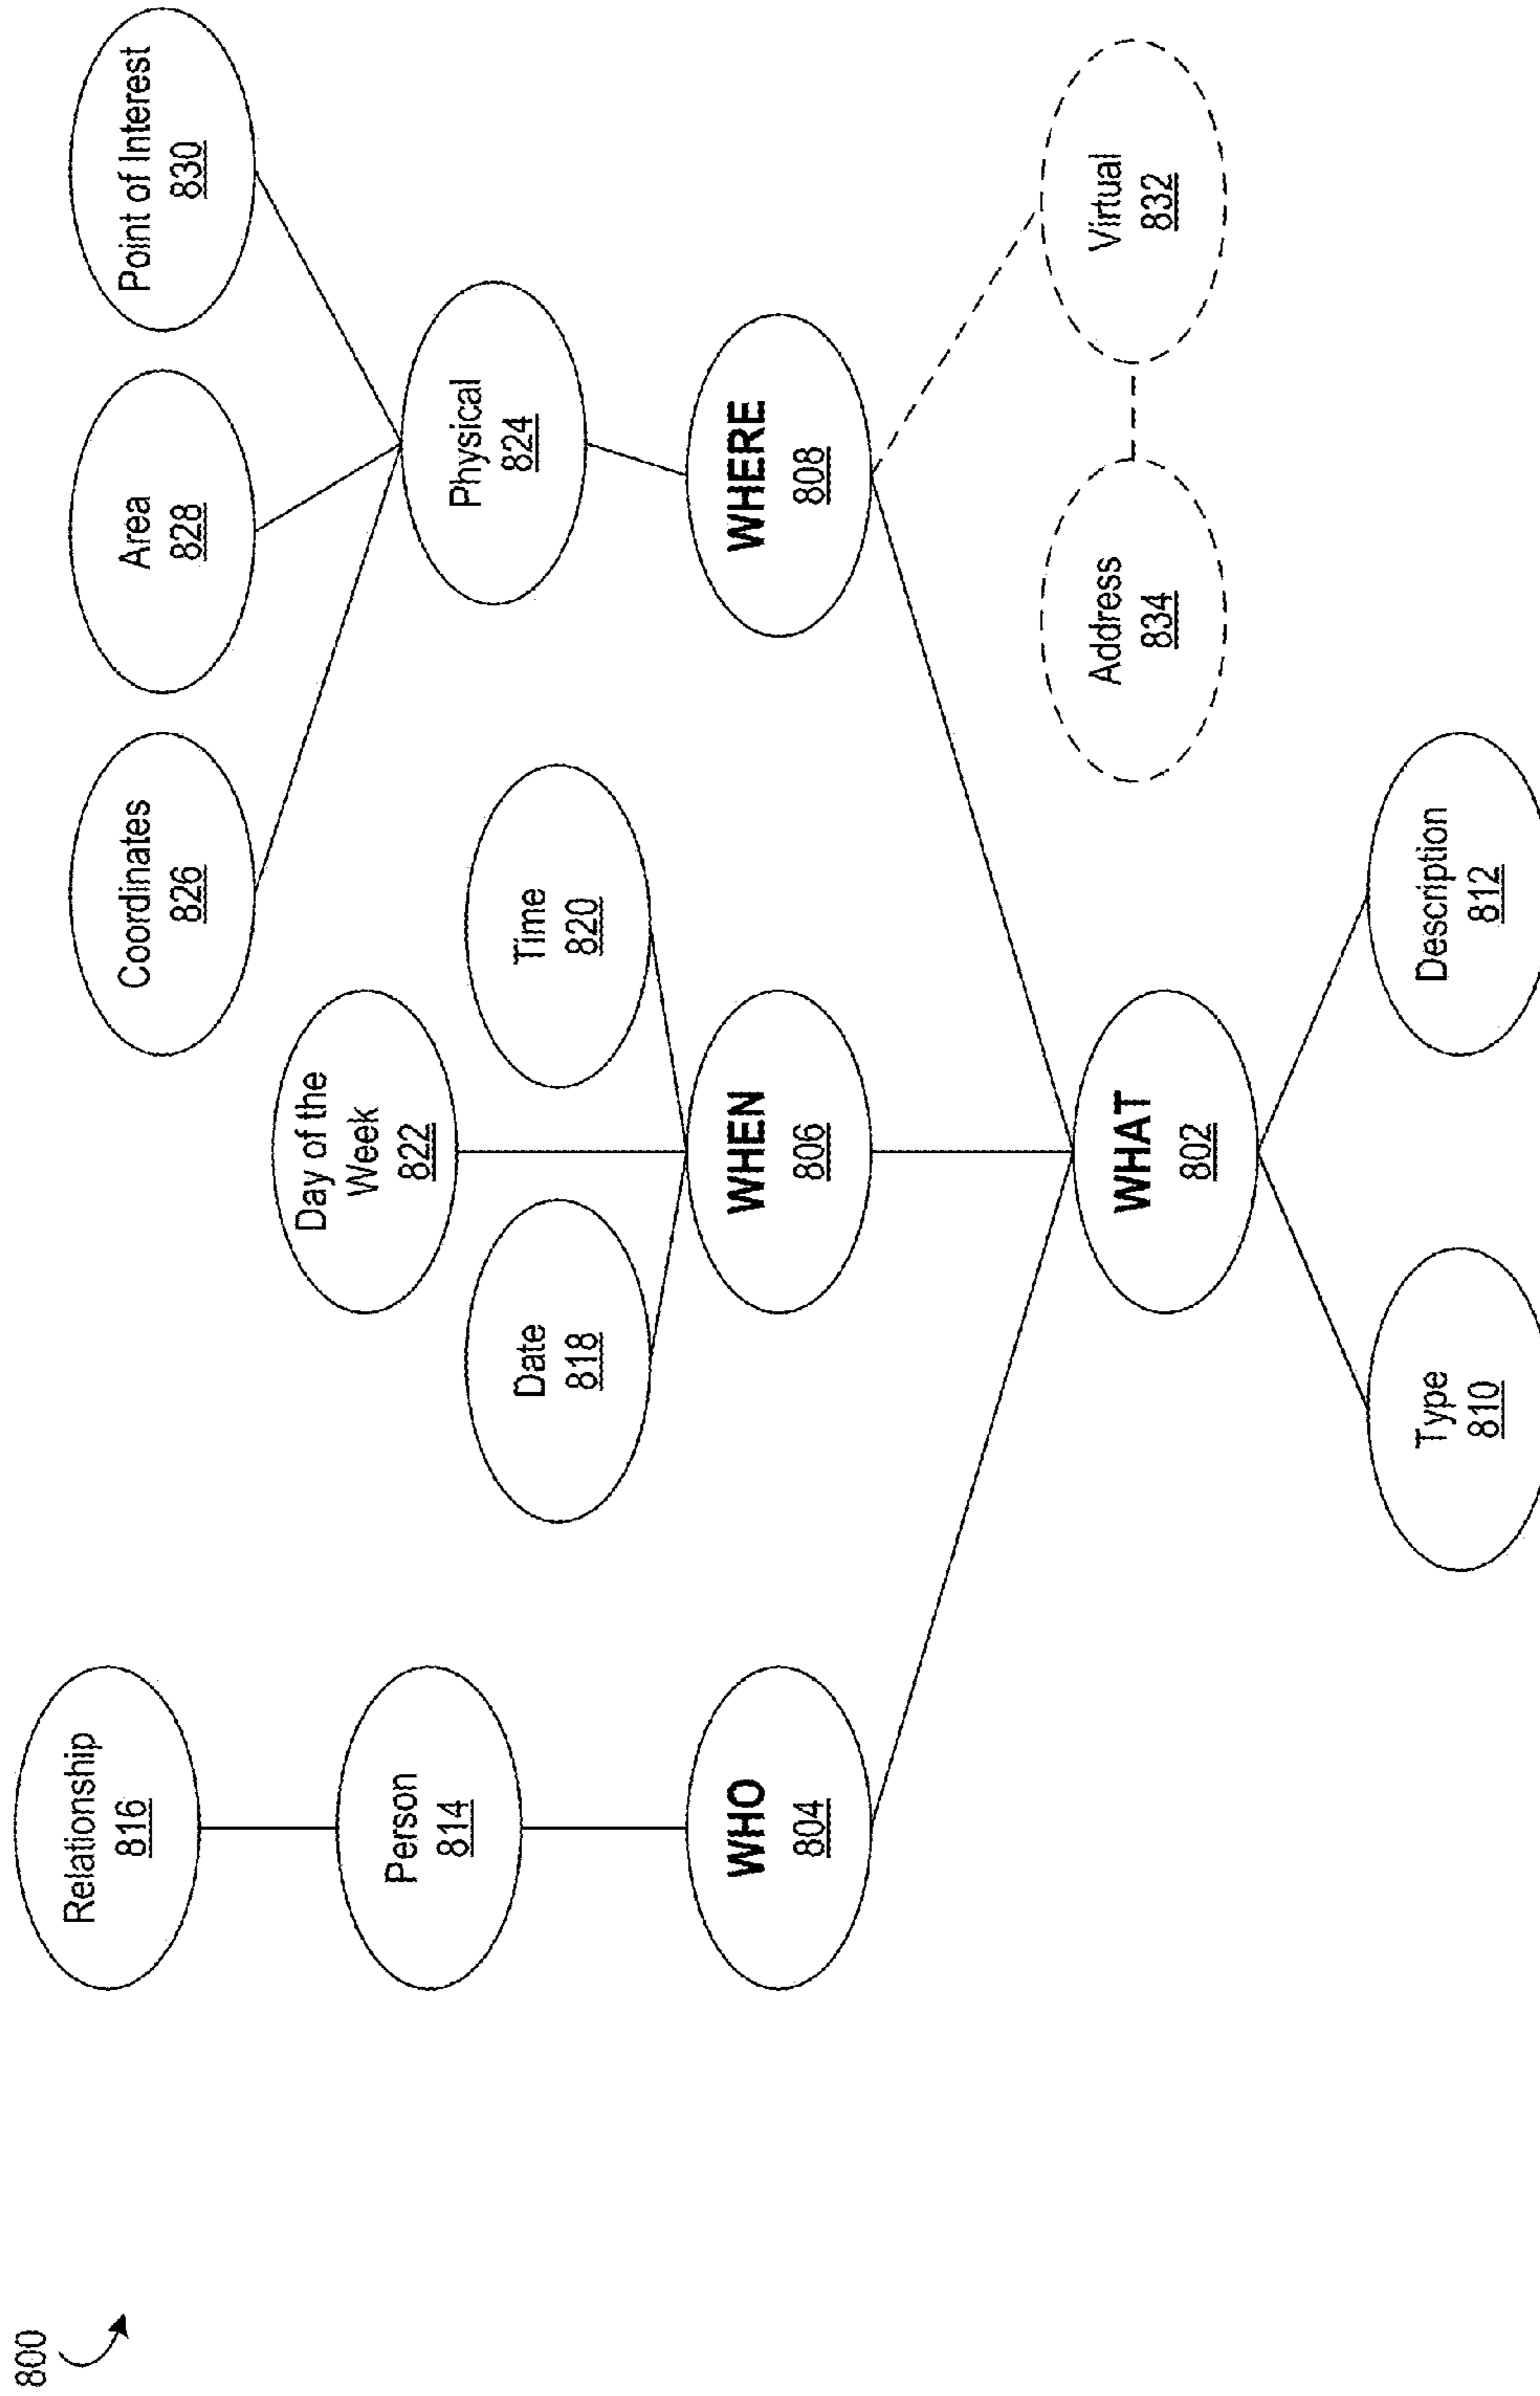 800
Relationship
816
Person
814
WHO
804
Coordinates
826
Area
828
Point of Interest
830
Day of the
Week
822
Date
818
Time
820
WHEN
806
Physical
824
WHERE
808
WHAT
802
Address
834
Virtual
832
Type
810
Description
812